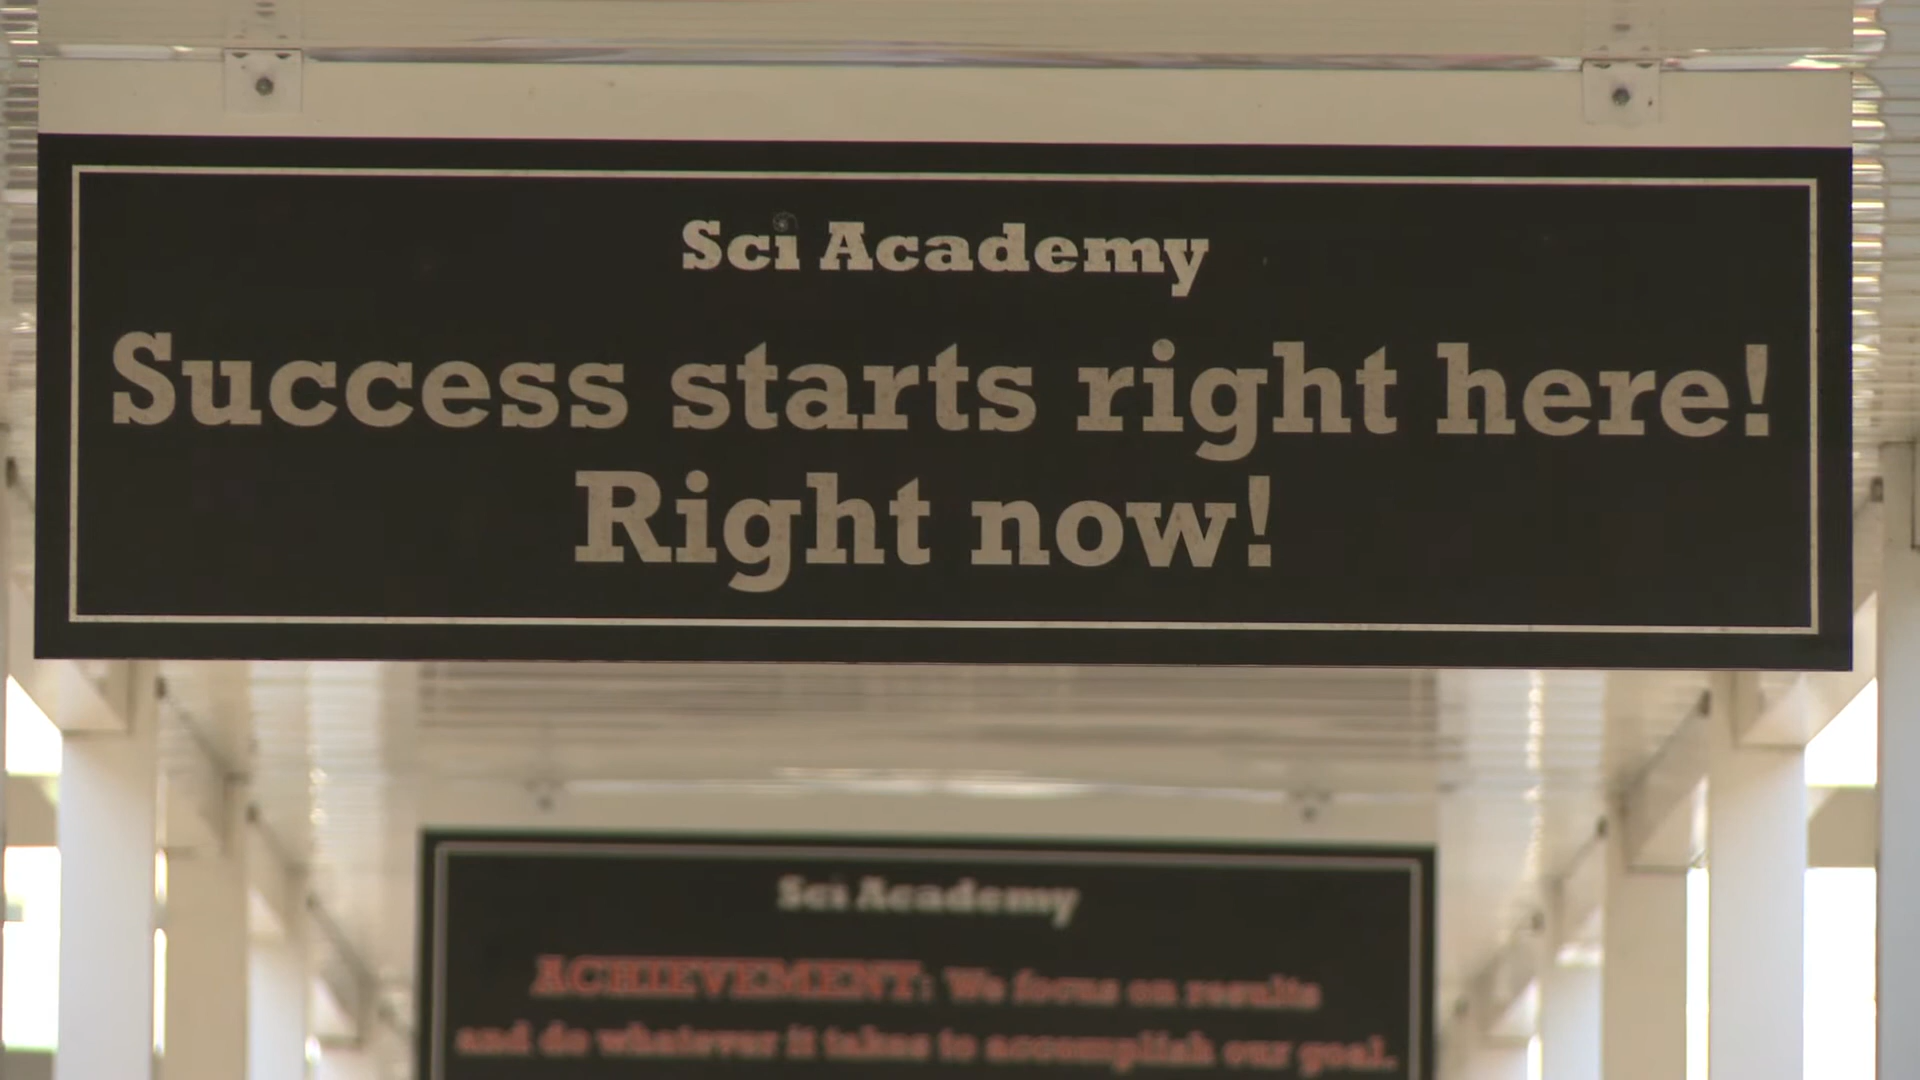 Sci Academy
Success starts right here!
Right now!
Sci Academy
ACHIEVEMENT: We focus on results
and do whatever it takes to accomplish our goal.